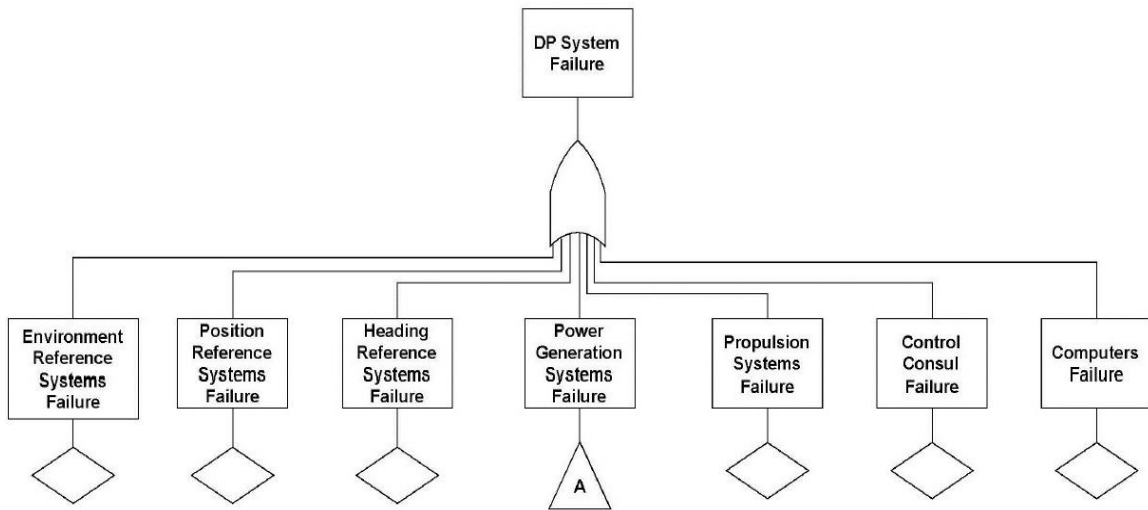 DP System
Failure
Environment
Reference
Systems
Failure
Position
Reference
Systems
Failure
Heading
Reference
Systems
Failure
Power
Generation
Systems
Failure
Propulsion
Systems
Failure
Control
Consul
Failure
Computers
Failure
A